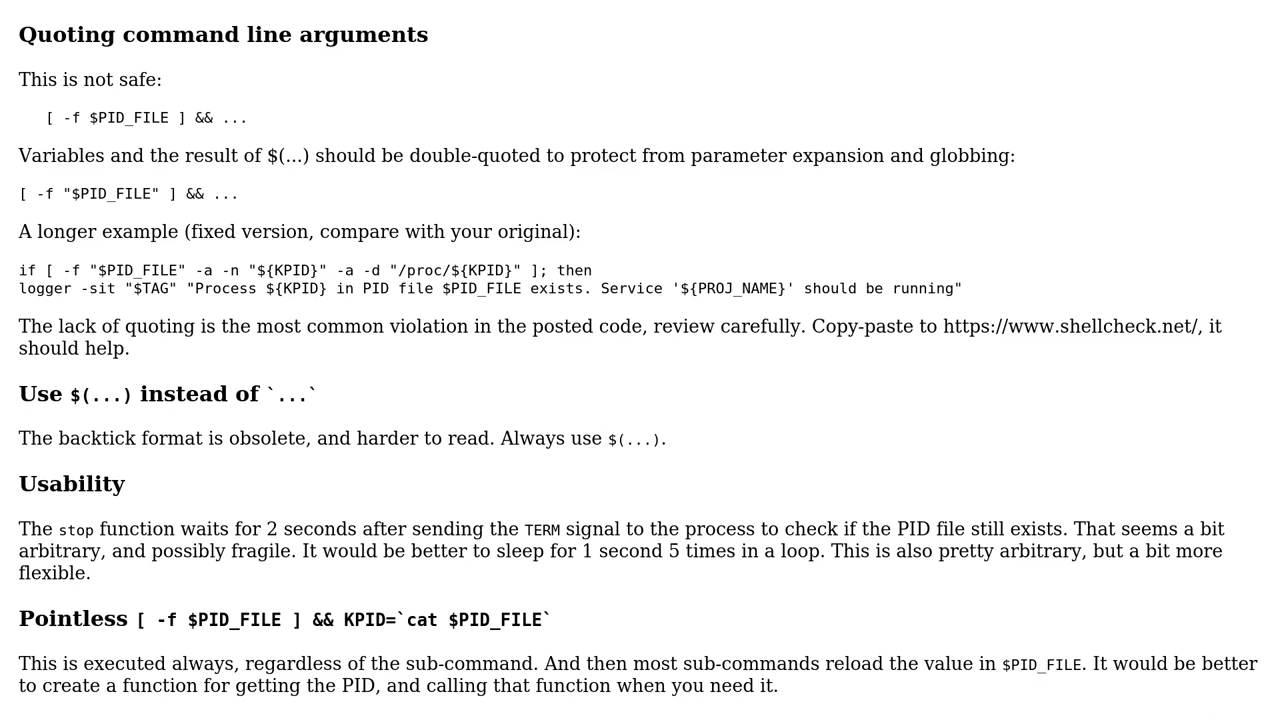 Quoting command line arguments
This is not safe:
[ -f $PID_FILE ] && ...
Variables and the result of $(...) should be double-quoted to protect from parameter expansion and globbing:
[ -f "$PID_FILE" ] && ...
A longer example (fixed version, compare with your original):
if [ -f "$PID_FILE" -a -n "${KPID}" -a -d "/proc/${KPID}" ]; then
logger -sit "$TAG" "Process ${KPID} in PID file $PID_FILE exists. Service '${PROJ_NAME}' should be running"
The lack of quoting is the most common violation in the posted code, review carefully. Copy-paste to https://www.shellcheck.net/, it
should help.
Use $(...) instead of `...`
The backtick format is obsolete, and harder to read. Always use $(...).
Usability
The stop function waits for 2 seconds after sending the TERM signal to the process to check if the PID file still exists. That seems a bit
arbitrary, and possibly fragile. It would be better to sleep for 1 second 5 times in a loop. This is also pretty arbitrary, but a bit more
flexible.
Pointless [ -f $PID_FILE ] && KPID=`cat $PID_FILE`
This is executed always, regardless of the sub-command. And then most sub-commands reload the value in $PID_FILE. It would be better
to create a function for getting the PID, and calling that function when you need it.